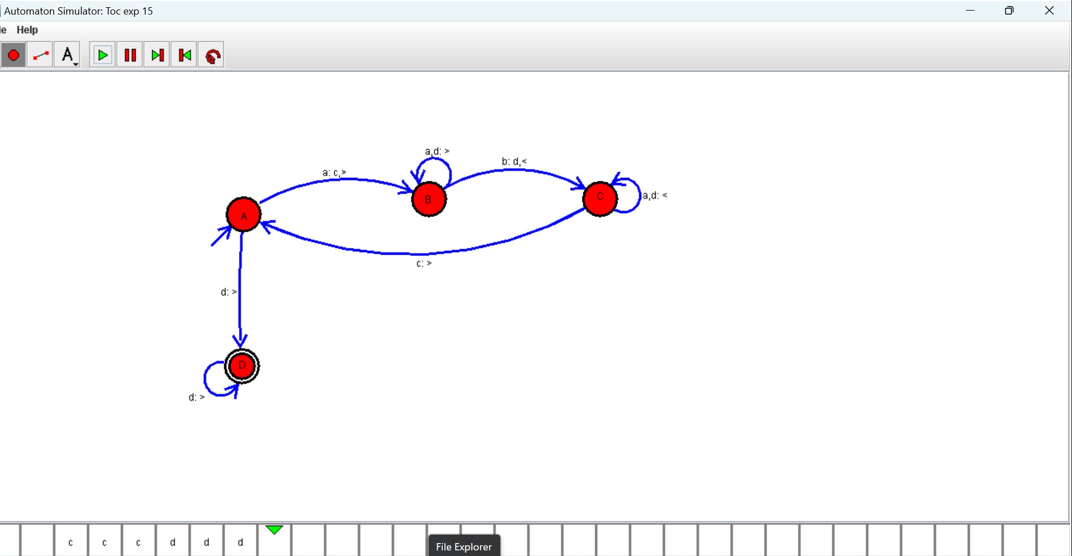 Automaton Simulator: Toc exp 15
e Help
A
a,d: >
b: d,<
a: c,>
B
C
a,d: <
A
c: >
d: >
D
d: >
c c c d d d
File Explorer